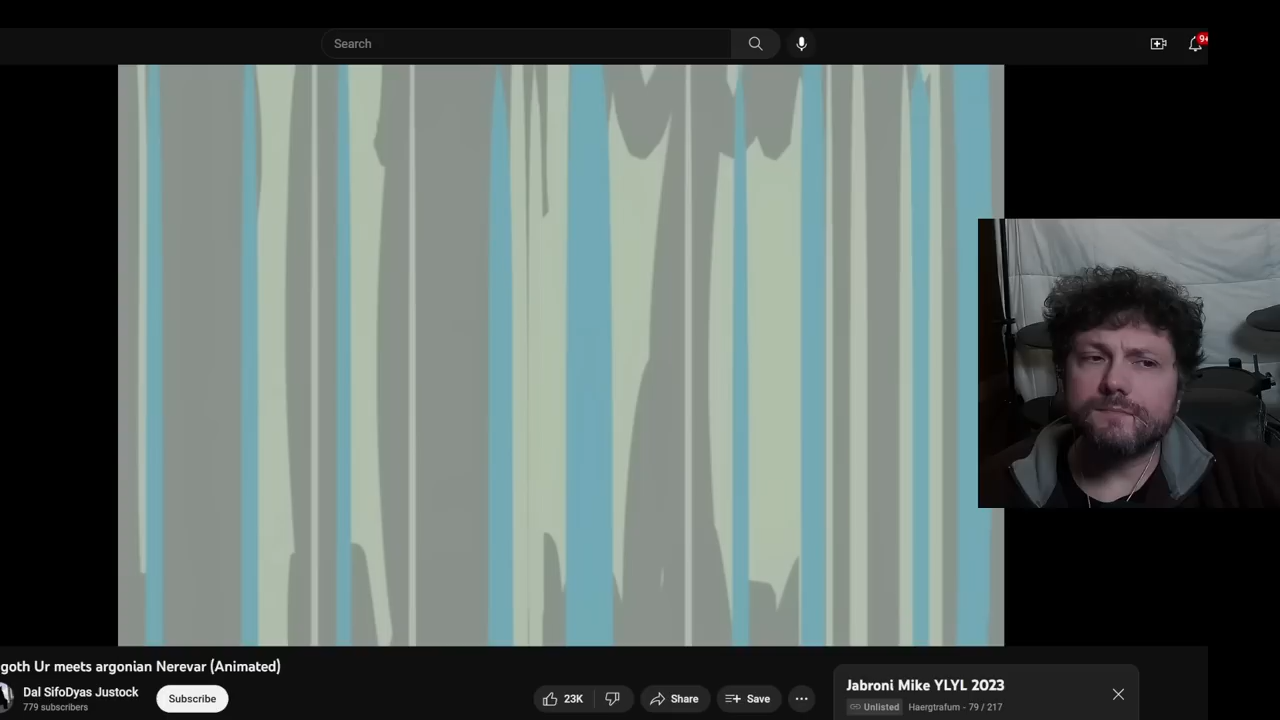 Search
9+
goth Ur meets argonian Nerevar (Animated)
Dal SifoDyas Justock
779 subscribers
Subscribe
23K
Share
Save
Jabroni Mike YLYL 2023
Unlisted
Haergtrafum - 79 / 217